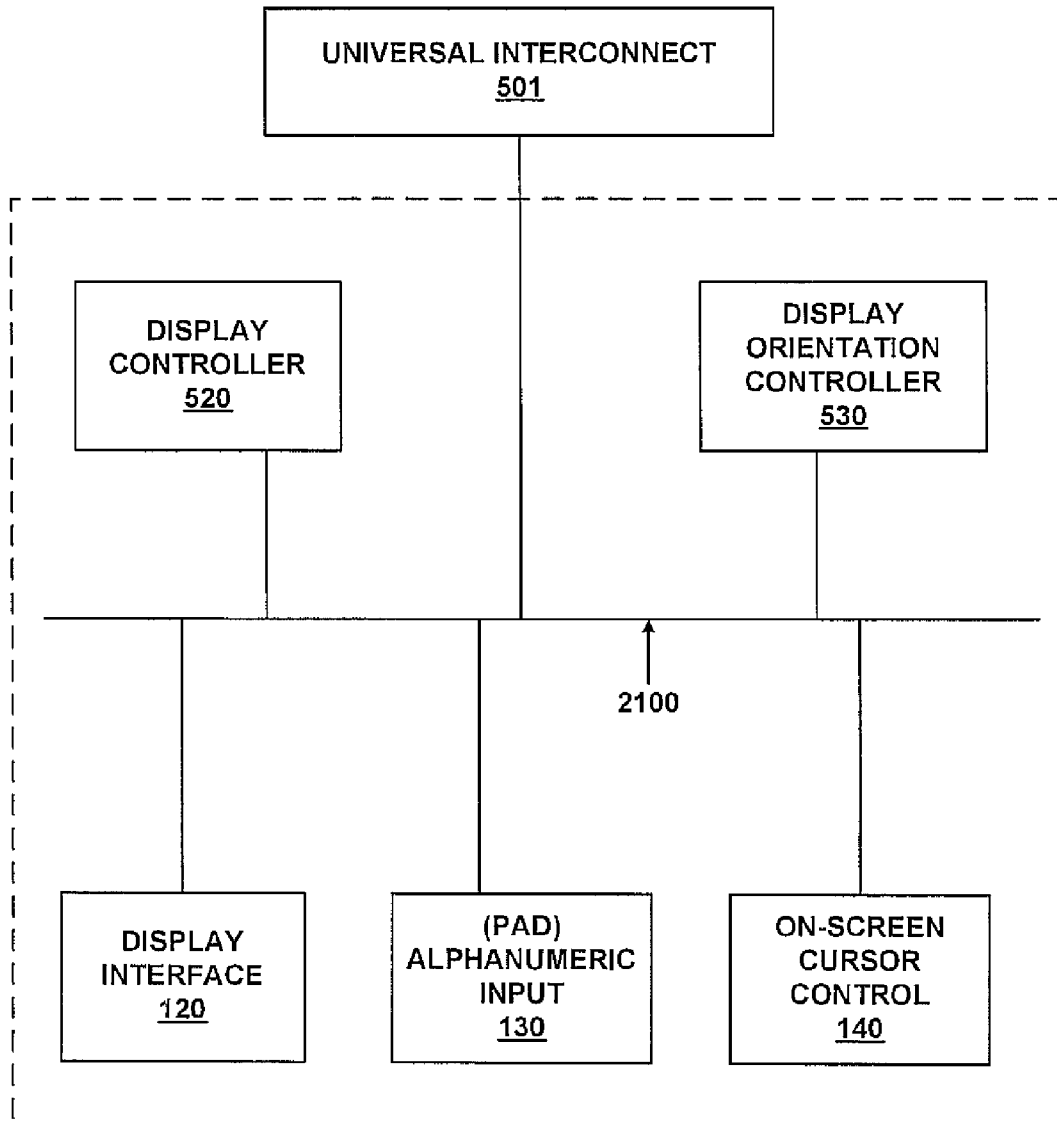 UNIVERSAL INTERCONNECT
501
DISPLAY
CONTROLLER
520
DISPLAY
ORIENTATION
CONTROLLER
530
2100
DISPLAY
INTERFACE
120
(PAD)
ALPHANUMERIC
INPUT
130
ON-SCREEN
CURSOR
CONTROL
140